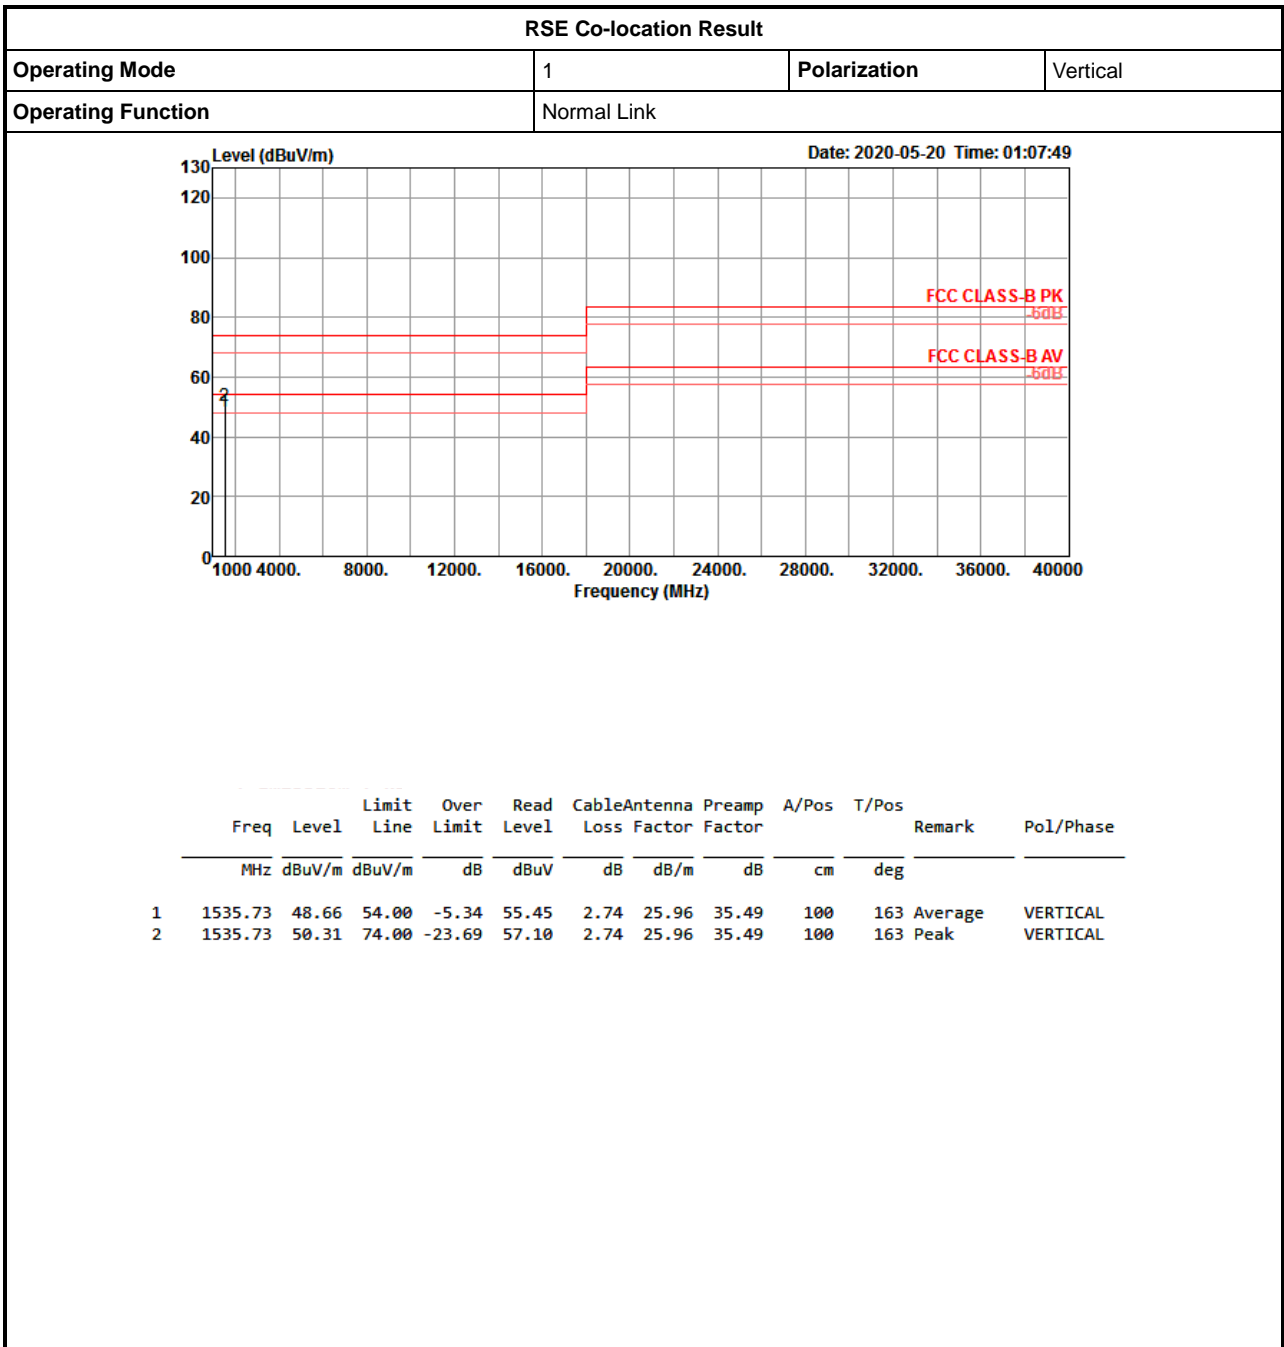 RSE Co-location Result
Operating Mode 1 Polarization Vertical
Operating Function Normal Link
Level (dBuV/m) Date: 2020-05-20 Time: 01:07:49
130
120
100
FCC CLASS-B PK
80 -6dB
FCC CLASS-B AV
60 -6dB
2
40
20
0
1000 4000. 8000. 12000. 16000. 20000. 24000. 28000. 32000. 36000. 40000
Frequency (MHz)
Limit Over Read CableAntenna Preamp A/Pos T/Pos
Freq Level Line Limit Level Loss Factor Factor Remark Pol/Phase
MHz dBuV/m dBuV/m dB dBuV dB dB/m dB cm deg
1 1535.73 48.66 54.00 -5.34 55.45 2.74 25.96 35.49 100 163 Average VERTICAL
2 1535.73 50.31 74.00 -23.69 57.10 2.74 25.96 35.49 100 163 Peak VERTICAL